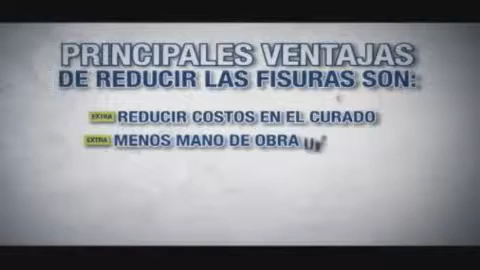 PRINCIPALES VENTAJAS
DE REDUCIR LAS FISURAS SON:
EXTRA REDUCIR COSTOS EN EL CURADO
EXTRA MENOS MANO DE OBRA